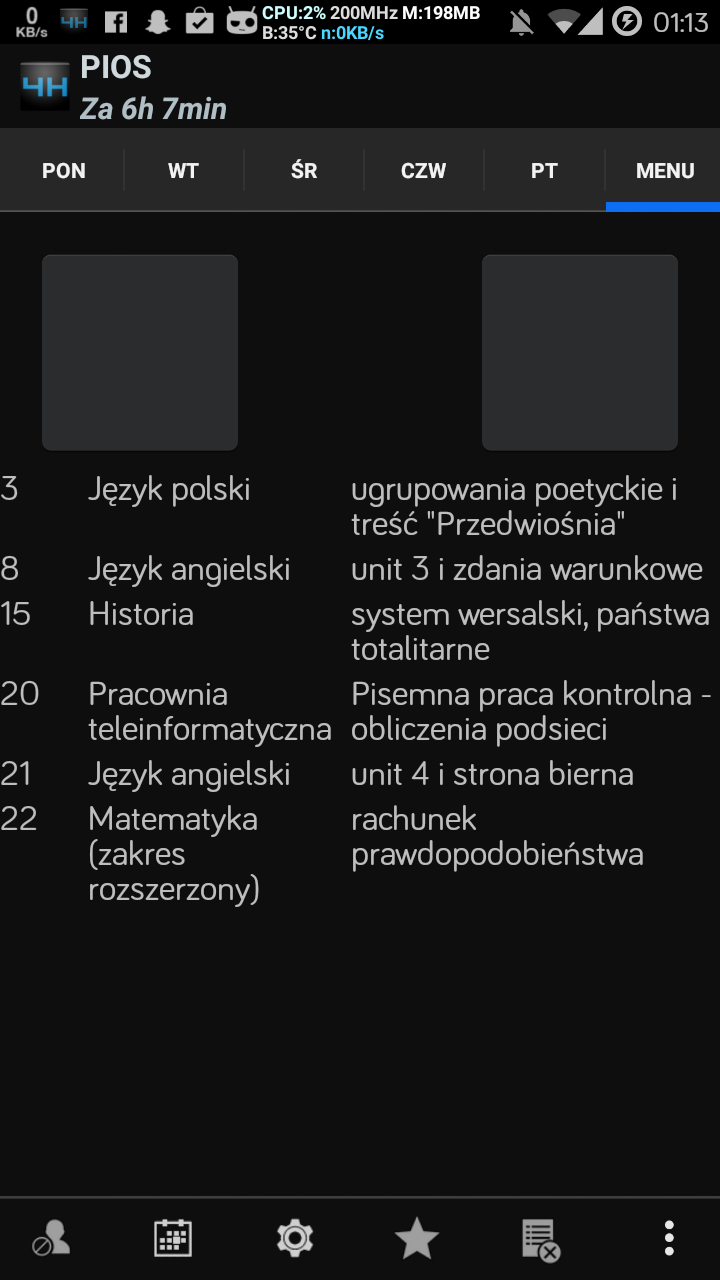 0 KB/s 4H CPU:2% 200MHz M:198MB 01:13
B:35°C n:0KB/s
4H PIOS
Za 6h 7min
PON WT ŚR CZW PT MENU
3 Język polski ugrupowania poetyckie i
treść "Przedwiośnia"
8 Język angielski unit 3 i zdania warunkowe
15 Historia system wersalski, państwa
totalitarne
20 Pracownia Pisemna praca kontrolna -
teleinformatyczna obliczenia podsieci
21 Język angielski unit 4 i strona bierna
22 Matematyka rachunek
(zakres prawdopodobieństwa
rozszerzony)